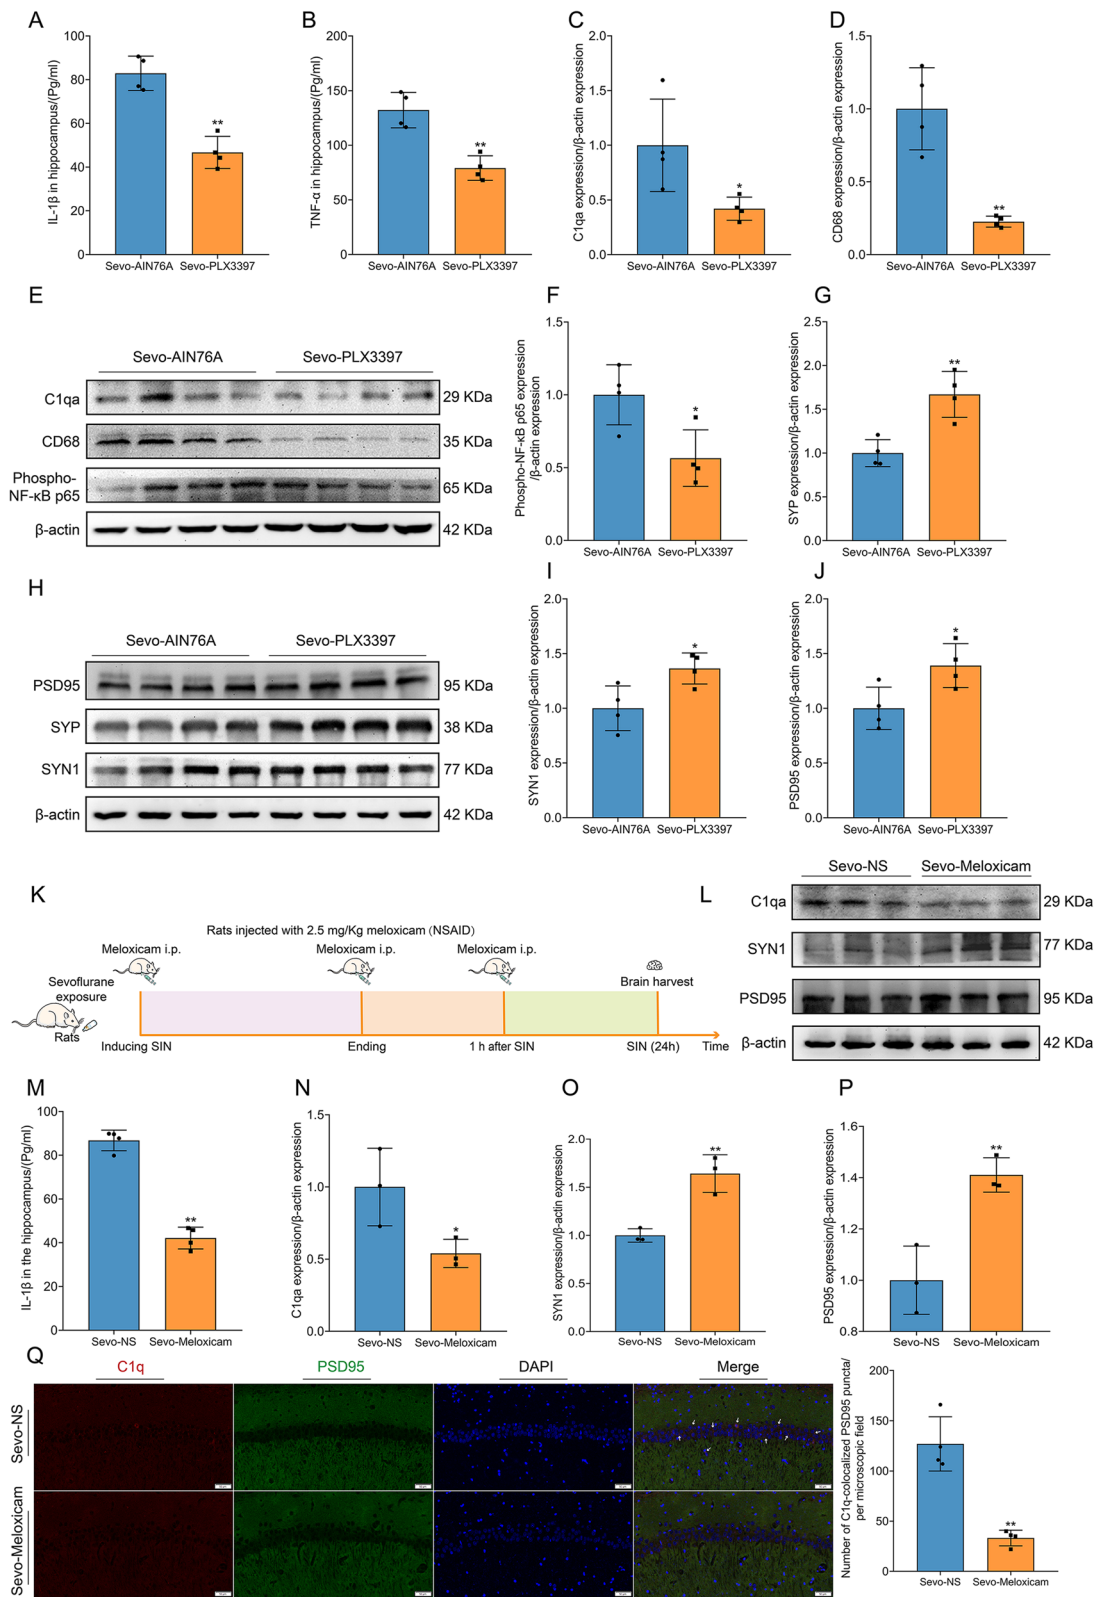 A
IL-1β in hippocampus/(Pg/ml)
100
80
60
40
20
0
**
Sevo-AIN76A Sevo-PLX3397
B
TNF-α in hippocampus/(Pg/ml)
200
150
100
50
0
**
Sevo-AIN76A Sevo-PLX3397
C
C1qa expression/β-actin expression
2.0
1.5
1.0
0.5
0.0
*
Sevo-AIN76A Sevo-PLX3397
D
CD68 expression/β-actin expression
1.5
1.0
0.5
0.0
**
Sevo-AIN76A Sevo-PLX3397
E
Sevo-AIN76A Sevo-PLX3397
C1qa 29 KDa
CD68 35 KDa
Phospho-
NF-κB p65 65 KDa
β-actin 42 KDa
F
Phospho-NF-κB p65 expression
/β-actin expression
1.5
1.0
0.5
0.0
*
Sevo-AIN76A Sevo-PLX3397
G
SYP expression/β-actin expression
2.5
2.0
1.5
1.0
0.5
0.0
**
Sevo-AIN76A Sevo-PLX3397
H
Sevo-AIN76A Sevo-PLX3397
PSD95 95 KDa
SYP 38 KDa
SYN1 77 KDa
β-actin 42 KDa
I
SYN1 expression/β-actin expression
2.0
1.5
1.0
0.5
0.0
*
Sevo-AIN76A Sevo-PLX3397
J
PSD95 expression/β-actin expression
2.0
1.5
1.0
0.5
0.0
*
Sevo-AIN76A Sevo-PLX3397
K
Rats injected with 2.5 mg/Kg meloxicam (NSAID)
Meloxicam i.p. Meloxicam i.p. Meloxicam i.p.
Sevoflurane
exposure
Brain harvest
Rats
Inducing SIN Ending 1 h after SIN SIN (24h) Time
L
Sevo-NS Sevo-Meloxicam
C1qa 29 KDa
SYN1 77 KDa
PSD95 95 KDa
β-actin 42 KDa
M
IL-1β in the hippocampus/(Pg/ml)
100
80
60
40
20
0
**
Sevo-NS Sevo-Meloxicam
N
C1qa expression/β-actin expression
1.5
1.0
0.5
0.0
*
Sevo-NS Sevo-Meloxicam
O
SYN1 expression/β-actin expression
2.0
1.5
1.0
0.5
0.0
**
Sevo-NS Sevo-Meloxicam
P
PSD95 expression/β-actin expression
1.6
1.4
1.2
1.0
0.8
**
Sevo-NS Sevo-Meloxicam
Q
C1q PSD95 DAPI Merge
Sevo-NS
Sevo-Meloxicam
Number of C1q-colocalized PSD95 puncta/
per microscopic field
200
150
100
50
0
**
Sevo-NS Sevo-Meloxicam